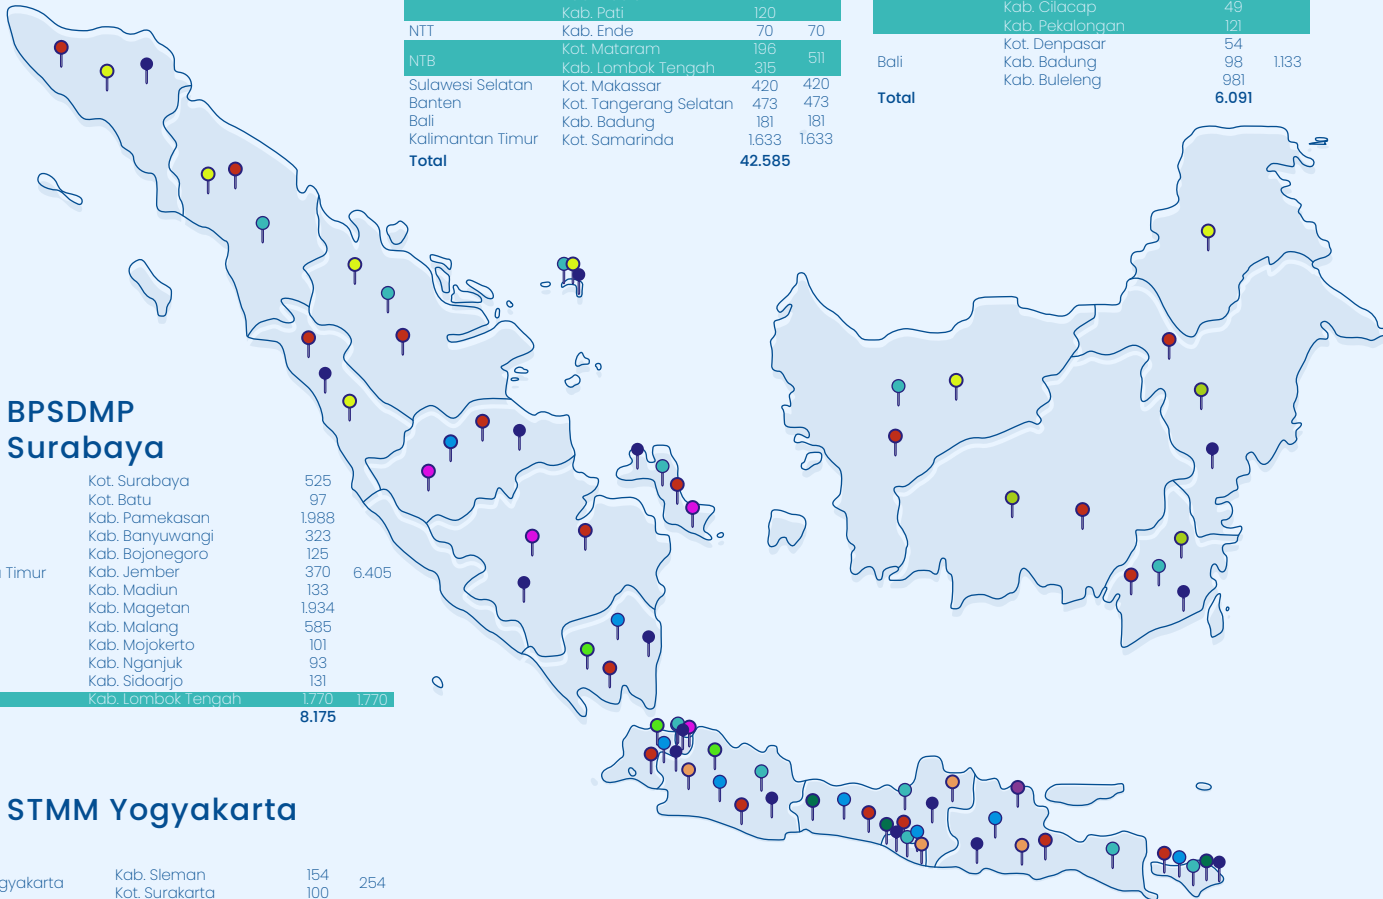 Kab. Pati 120
NTT Kab. Ende 70 70
NTB Kot. Mataram 196 511
Kab. Lombok Tengah 315
Sulawesi Selatan Kot. Makassar 420 420
Banten Kot. Tangerang Selatan 473 473
Bali Kab. Badung 181 181
Kalimantan Timur Kot. Samarinda 1.633 1.633
Total 42.585
Kab. Cilacap 49
Kab. Pekalongan 121
Kot. Denpasar 54
Bali Kab. Badung 98 1.133
Kab. Buleleng 981
Total 6.091
BPSDMP
Surabaya
Kot. Surabaya 525
Kot. Batu 97
Kab. Pamekasan 1.988
Kab. Banyuwangi 323
Kab. Bojonegoro 125
Timur Kab. Jember 370 6.405
Kab. Madiun 133
Kab. Magetan 1.934
Kab. Malang 585
Kab. Mojokerto 101
Kab. Nganjuk 93
Kab. Sidoarjo 131
Kab. Lombok Tengah 1.770 1.770
8.175
STMM Yogyakarta
Kab. Sleman 154
gyakarta 254
Kot. Surakarta 100